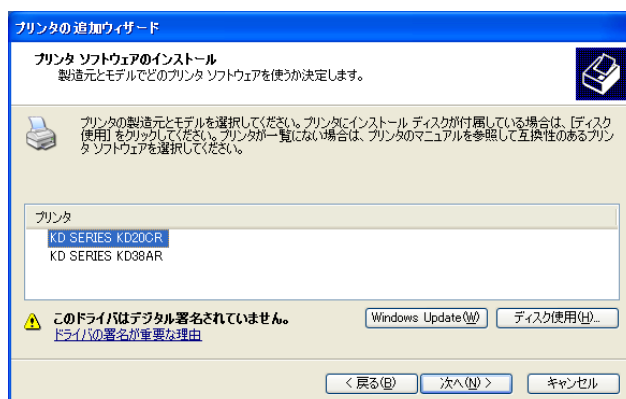 プリンタの追加ウィザード
プリンタ ソフトウェアのインストール
製造元とモデルでどのプリンタ ソフトウェアを使うか決定します。
プリンタの製造元とモデルを選択してください。プリンタにインストール ディスクが付属している場合は、[ディスク
使用] をクリックしてください。プリンタが一覧にない場合は、プリンタのマニュアルを参照して互換性のあるプリン
タ ソフトウェアを選択してください。
プリンタ
KD SERIES KD20CR
KD SERIES KD38AR
このドライバはデジタル署名されていません。
ドライバの署名が重要な理由
Windows Update(W)
ディスク使用(H)...
< 戻る(B)
次へ(N) >
キャンセル